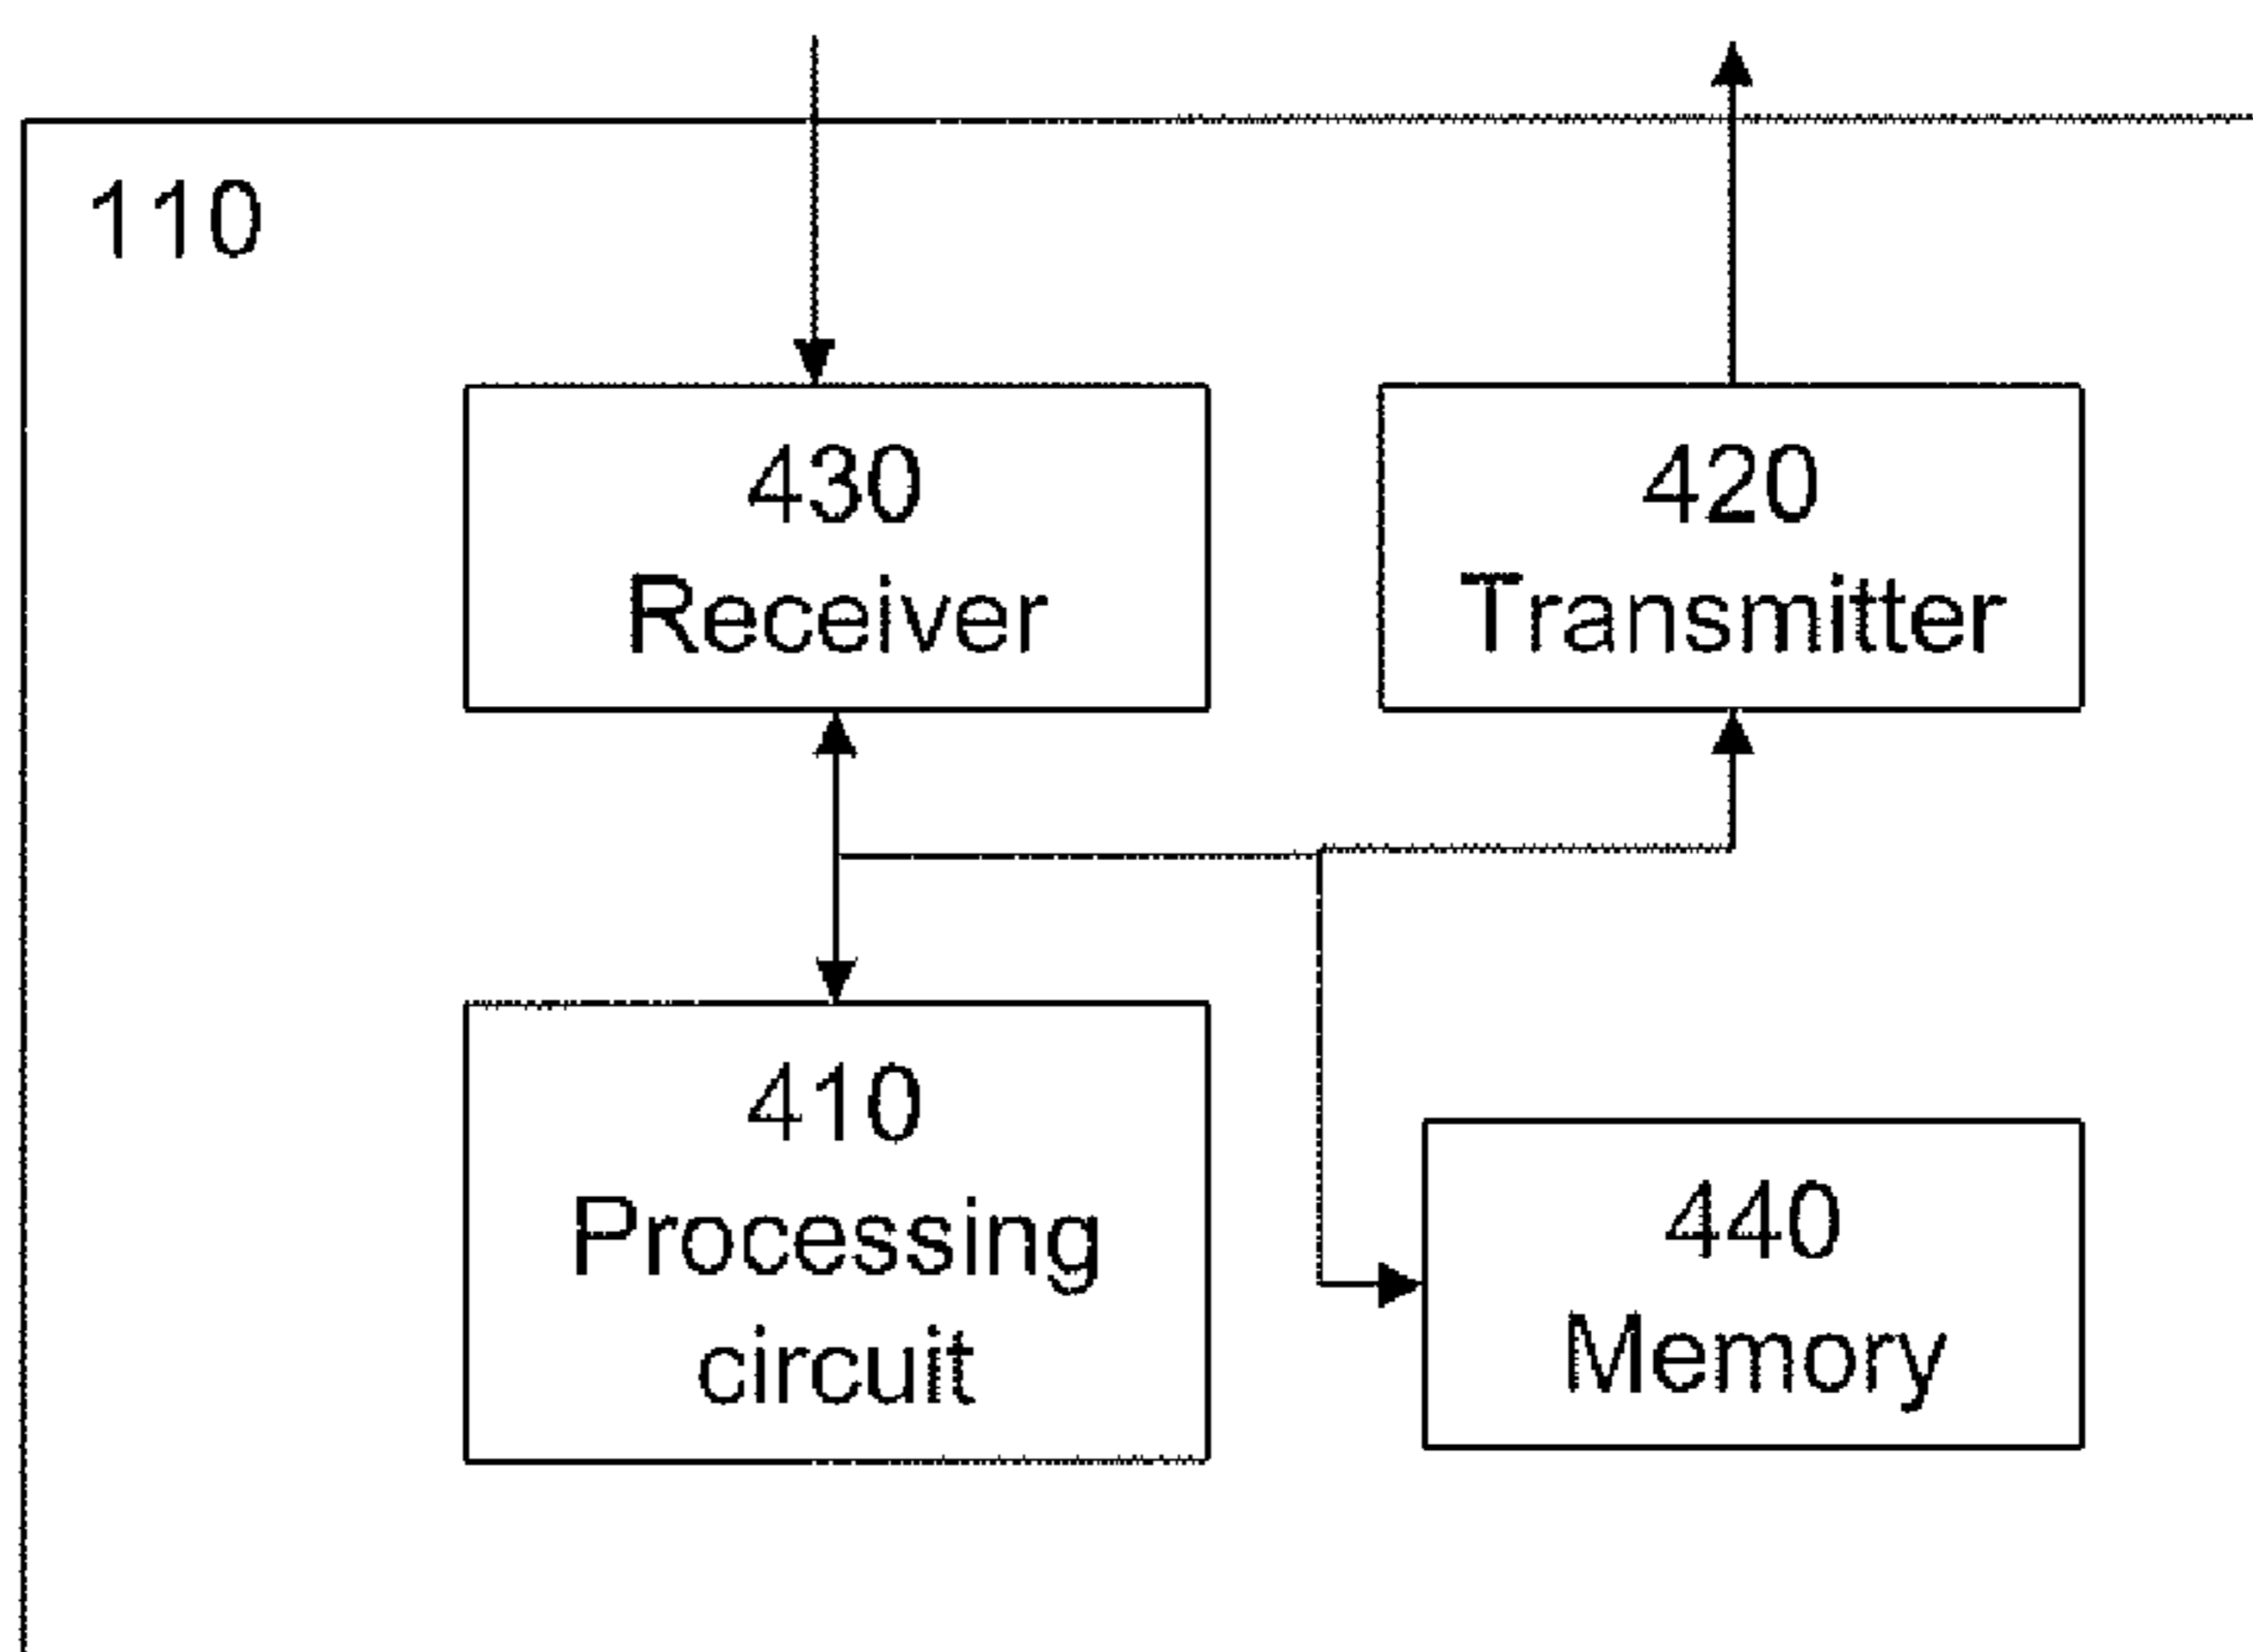 110
430
Receiver
420
Transmitter
410
Processing
circuit
440
Memory